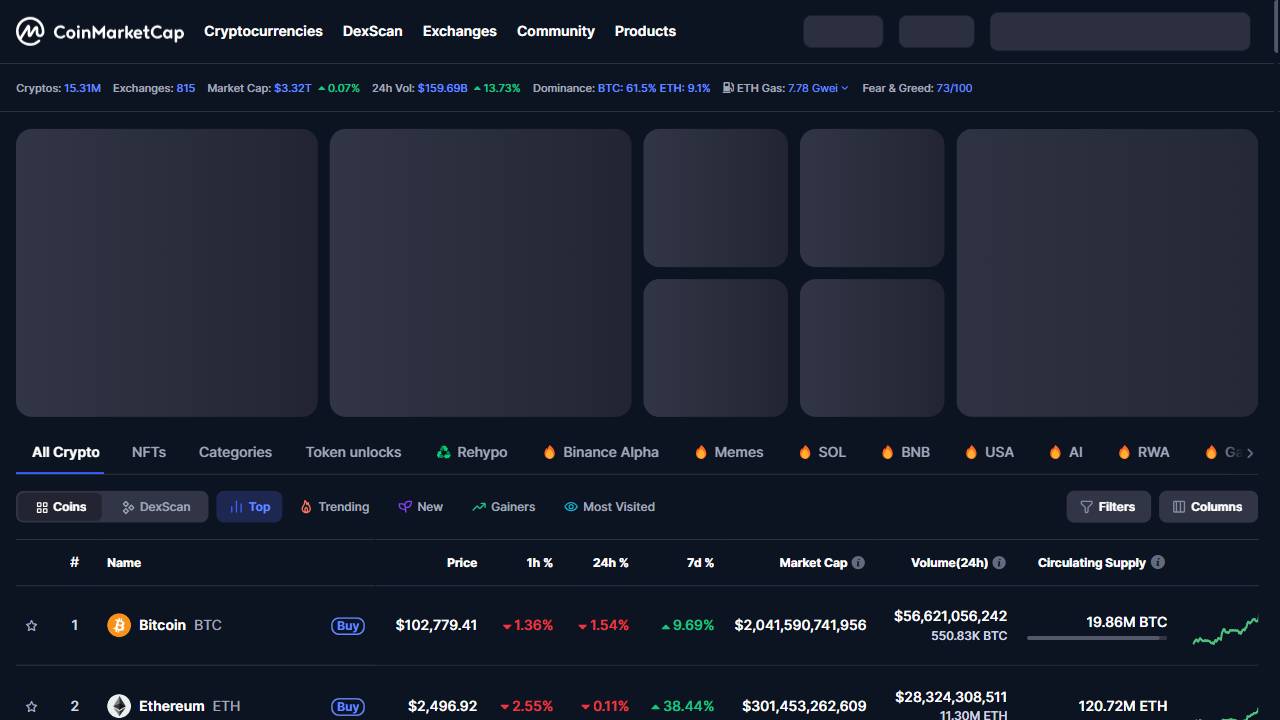 CoinMarketCap Cryptocurrencies DexScan Exchanges Community Products
Cryptos: 15.31M Exchanges: 815 Market Cap: $3.32T 0.07% 24h Vol: $159.69B 13.73% Dominance: BTC: 61.5% ETH: 9.1% ETH Gas: 7.78 Gwei Fear & Greed: 73/100
All Crypto NFTs Categories Token unlocks Rehypo Binance Alpha Memes SOL BNB USA AI RWA
Coins DexScan Top Trending New Gainers Most Visited Filters Columns
# Name Price 1h % 24h % 7d % Market Cap Volume(24h) Circulating Supply
1 Bitcoin BTC Buy $102,779.41 1.36% 1.54% 9.69% $2,041,590,741,956 $56,621,056,242 19.86M BTC
550.83K BTC
2 Ethereum ETH Buy $2,496.92 2.55% 0.11% 38.44% $301,453,262,609 $28,324,308,511 120.72M ETH
11.30M ETH